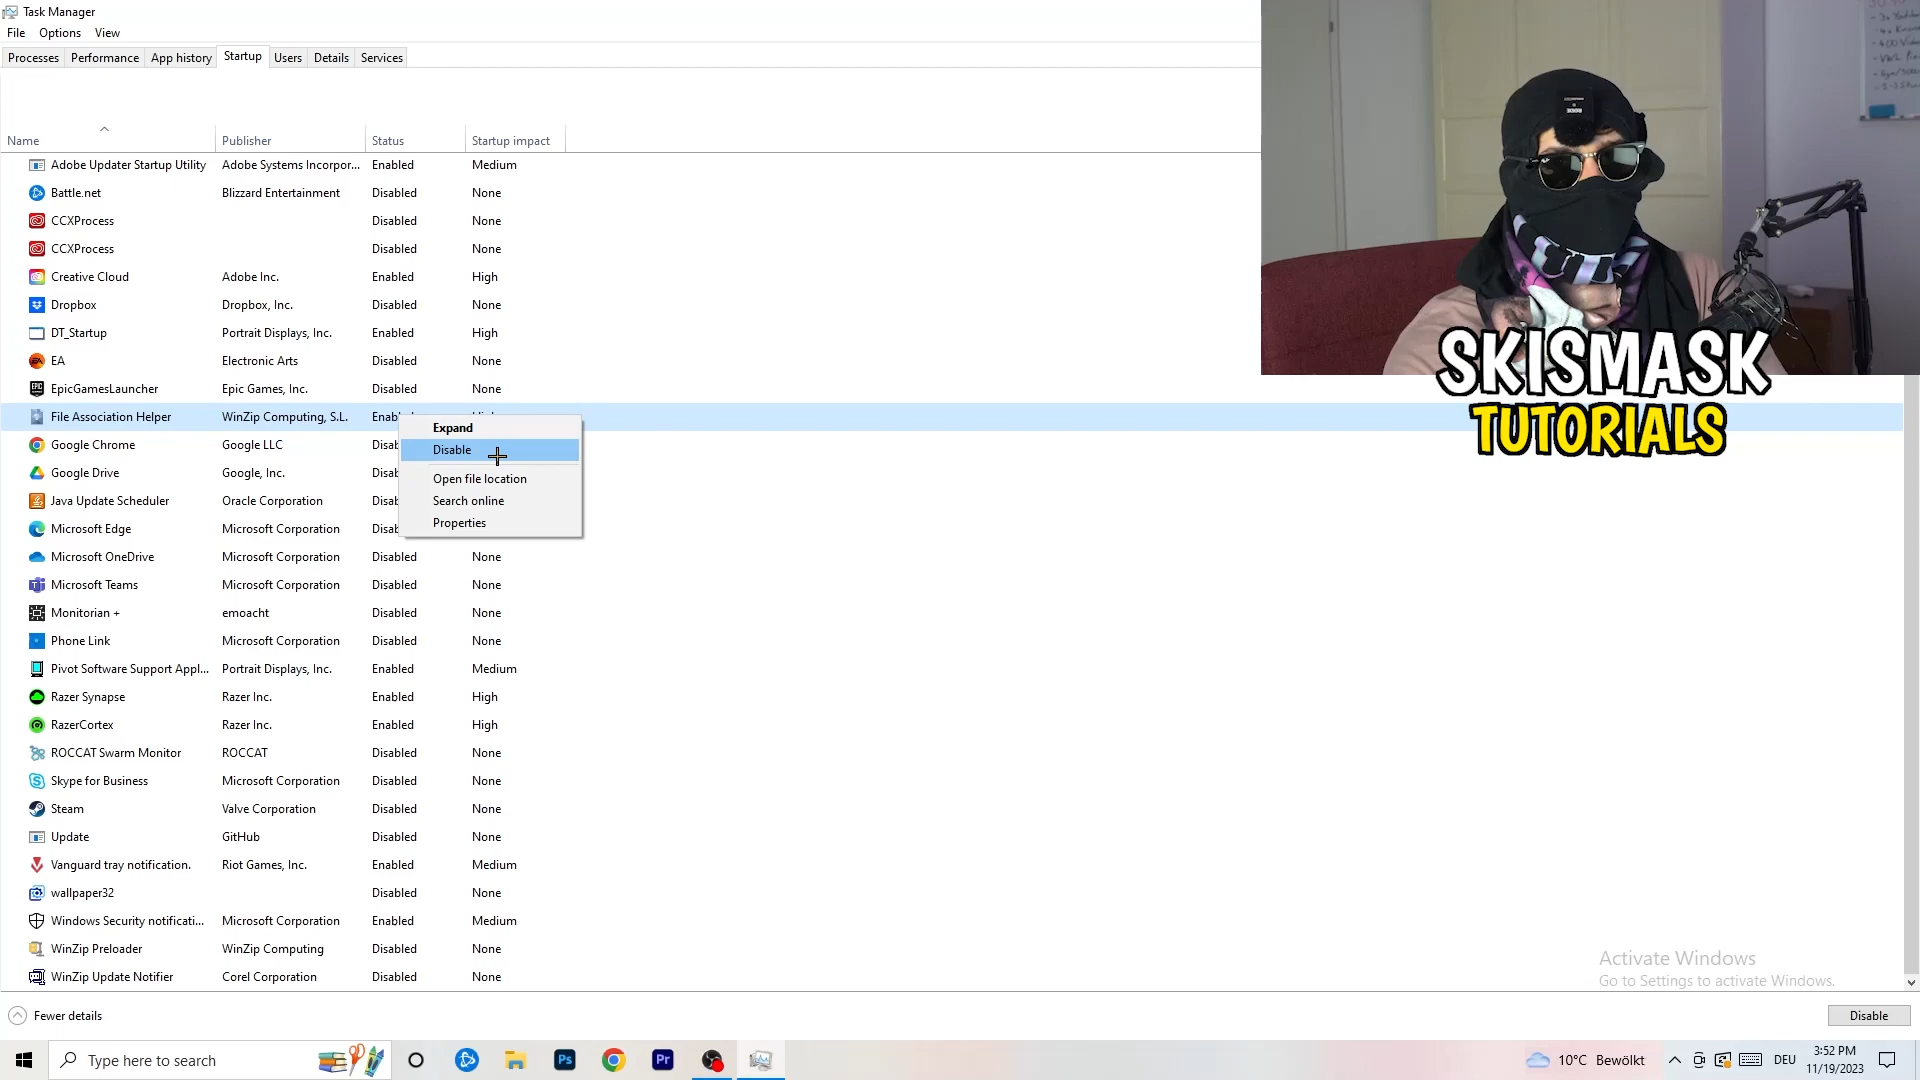 Task Manager
File Options View
Processes Performance App history Startup Users Details Services
Name Publisher Status Startup impact
Adobe Updater Startup Utility Adobe Systems Incorpor... Enabled Medium
Battle.net Blizzard Entertainment Disabled None
CCXProcess Disabled None
CCXProcess Disabled None
Creative Cloud Adobe Inc. Enabled High
Dropbox Dropbox, Inc. Disabled None
DT_Startup Portrait Displays, Inc. Enabled High
EA Electronic Arts Disabled None
EpicGamesLauncher Epic Games, Inc. Disabled None
File Association Helper WinZip Computing, S.L.
Google Chrome Google LLC
Google Drive Google, Inc.
Java Update Scheduler Oracle Corporation
Microsoft Edge Microsoft Corporation
Microsoft OneDrive Microsoft Corporation Disabled None
Microsoft Teams Microsoft Corporation Disabled None
Monitorian + emoacht Disabled None
Phone Link Microsoft Corporation Disabled None
Pivot Software Support Appl... Portrait Displays, Inc. Enabled Medium
Razer Synapse Razer Inc. Enabled High
RazerCortex Razer Inc. Enabled High
ROCCAT Swarm Monitor ROCCAT Disabled None
Skype for Business Microsoft Corporation Disabled None
Steam Valve Corporation Disabled None
Update GitHub Disabled None
Vanguard tray notification. Riot Games, Inc. Enabled Medium
wallpaper32 Disabled None
Windows Security notificati... Microsoft Corporation Enabled Medium
WinZip Preloader WinZip Computing Disabled None
WinZip Update Notifier Corel Corporation Disabled None
Expand
Disable
Open file location
Search online
Properties
SKISMASK
TUTORIALS
Activate Windows
Go to Settings to activate Windows.
Fewer details
Disable
Type here to search
Ps
Pr
10°C Bewölkt
DEU
3:52 PM
11/19/2023